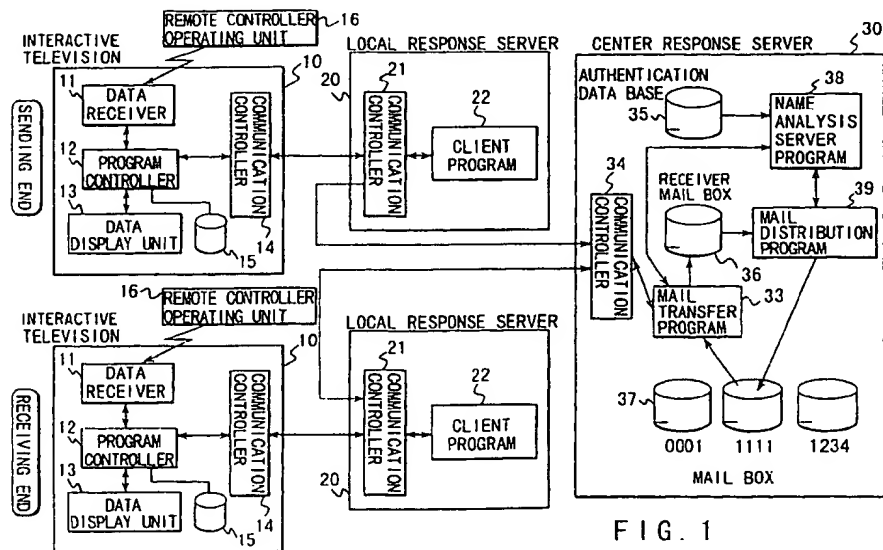 REMOTE CONTROLLER
OPERATING UNIT
16
INTERACTIVE
TELEVISION
10
SENDING END
11
DATA
RECEIVER
12
PROGRAM
CONTROLLER
13
DATA
DISPLAY UNIT
15
COMMUNICATION
CONTROLLER
14
LOCAL RESPONSE SERVER
20
21
COMMUNICATION
CONTROLLER
22
CLIENT
PROGRAM
CENTER RESPONSE SERVER
30
AUTHENTICATION
DATA BASE
35
38
NAME
ANALYSIS
SERVER
PROGRAM
34
COMMUNICATION
CONTROLLER
RECEIVER
MAIL BOX
36
39
MAIL
DISTRIBUTION
PROGRAM
33
MAIL
TRANSFER
PROGRAM
37
0001
1111
1234
MAIL BOX
16
REMOTE CONTROLLER
OPERATING UNIT
INTERACTIVE
TELEVISION
10
RECEIVING END
11
DATA
RECEIVER
12
PROGRAM
CONTROLLER
13
DATA
DISPLAY UNIT
15
COMMUNICATION
CONTROLLER
14
LOCAL RESPONSE SERVER
20
21
COMMUNICATION
CONTROLLER
22
CLIENT
PROGRAM
FIG. 1